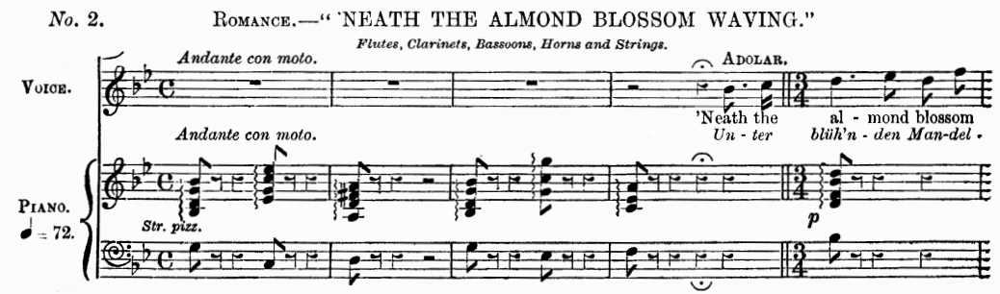 No. 2. ROMANCE.—" 'NEATH THE ALMOND BLOSSOM WAVING."
Flutes, Clarinets, Bassoons, Horns and Strings.
Andante con moto.
ADOLAR.
VOICE.
'Neath the al - mond blossom
Un - ter blüh'n - den Man-del -
Andante con moto.
PIANO.
♩ = 72.
Str. pizz.
p